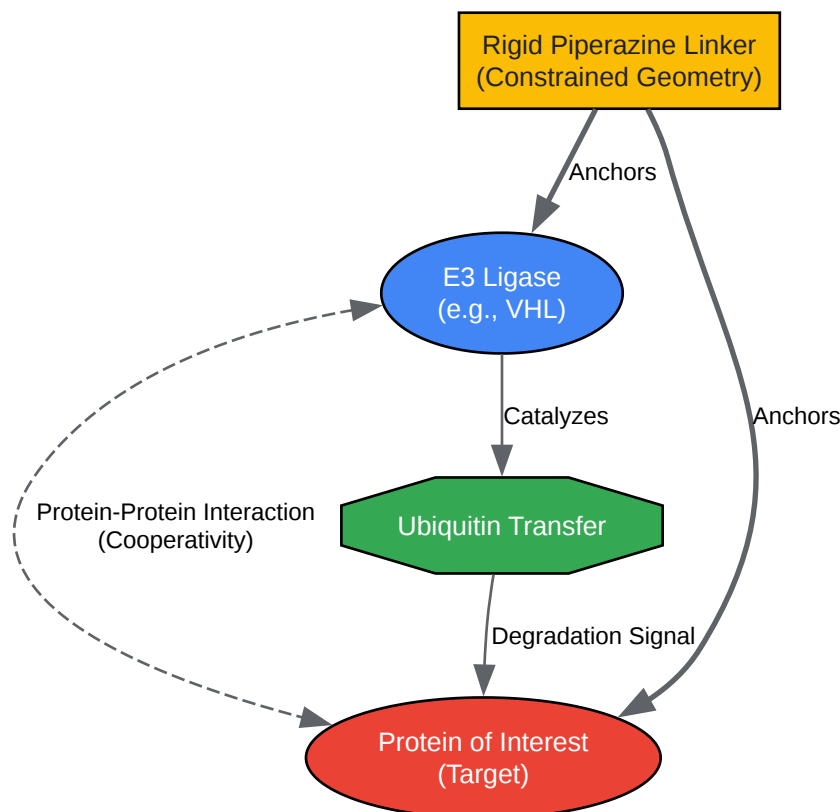 Rigid Piperazine Linker
(Constrained Geometry)
Anchors
E3 Ligase
(e.g., VHL)
Catalyzes
Anchors
Protein-Protein Interaction
(Cooperativity)
Ubiquitin Transfer
Degradation Signal
Protein of Interest
(Target)